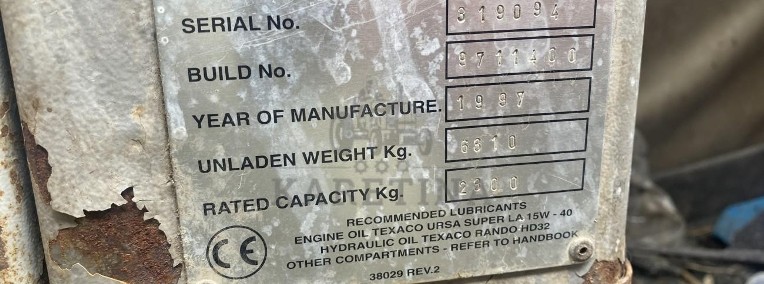 SERIAL No. 319094
BUILD No. 9711400
YEAR OF MANUFACTURE. 1997
UNLADEN WEIGHT Kg. 6810
RATED CAPACITY Kg. 2600
RECOMMENDED LUBRICANTS
ENGINE OIL TEXACO URSA SUPER LA 15W - 40
HYDRAULIC OIL TEXACO RANDO HD32
OTHER COMPARTMENTS - REFER TO HANDBOOK
CE
38029 REV.2